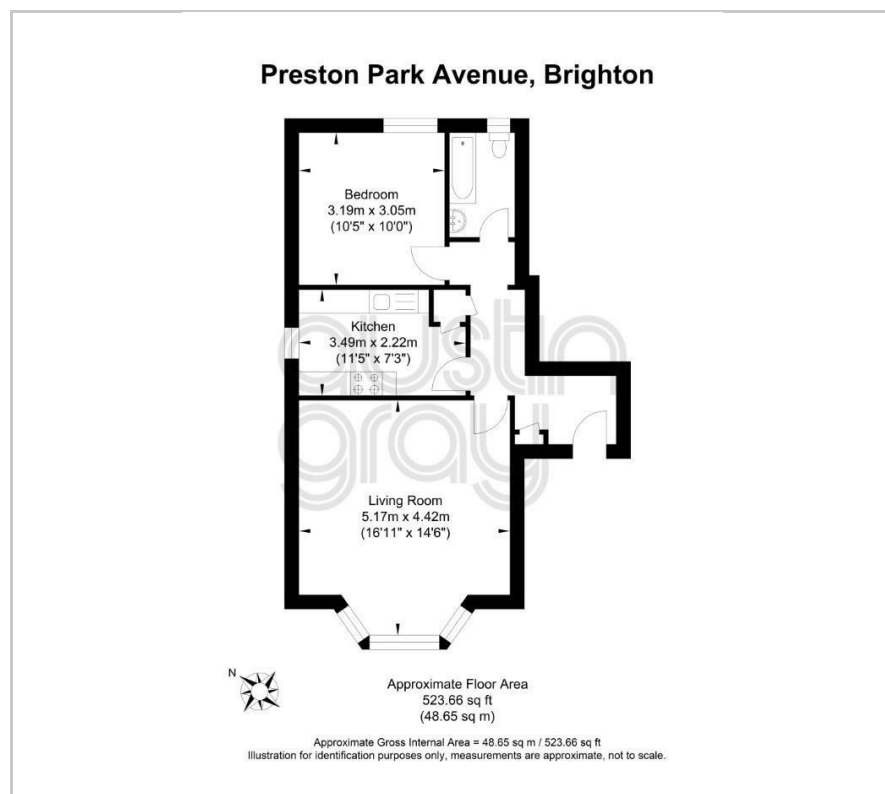 Preston Park Avenue, Brighton
Bedroom
3.19m x 3.05m
(10'5" x 10'0")
Kitchen
3.49m x 2.22m
(11'5" x 7'3")
austin
gray
Living Room
5.17m x 4.42m
(16'11" x 14'6")
N
Approximate Floor Area
523.66 sq ft
(48.65 sq m)
Approximate Gross Internal Area = 48.65 sq m / 523.66 sq ft
Illustration for identification purposes only, measurements are approximate, not to scale.